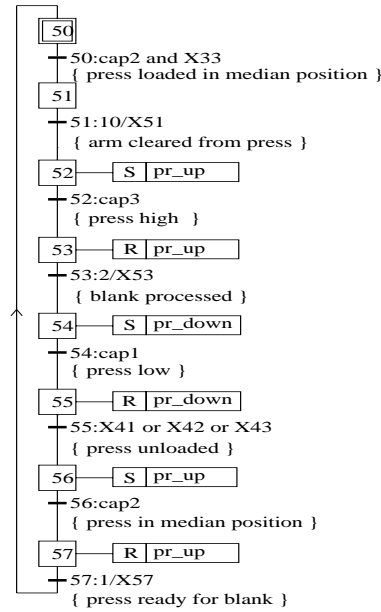 50
50:cap2 and X33
{ press loaded in median position }
51
51:10/X51
{ arm cleared from press }
52 S pr_up
52:cap3
{ press high }
53 R pr_up
53:2/X53
{ blank processed }
54 S pr_down
54:cap1
{ press low }
55 R pr_down
55:X41 or X42 or X43
{ press unloaded }
56 S pr_up
56:cap2
{ press in median position }
57 R pr_up
57:1/X57
{ press ready for blank }